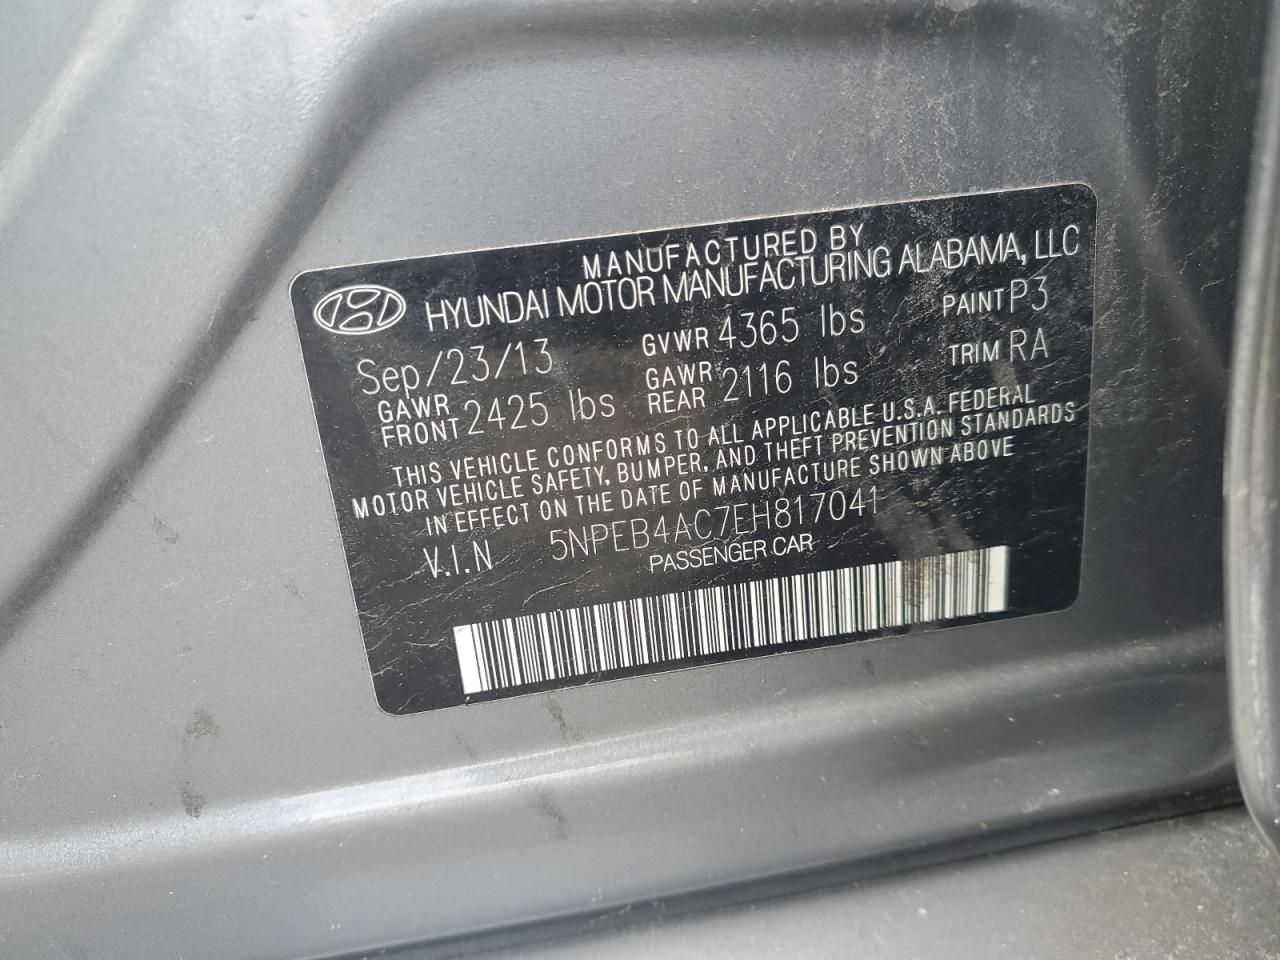 MANUFACTURED BY
HYUNDAI MOTOR MANUFACTURING ALABAMA, LLC
Sep/23/13 GVWR 4365 lbs PAINT P3
GAWR FRONT 2425 lbs GAWR REAR 2116 lbs TRIM RA
THIS VEHICLE CONFORMS TO ALL APPLICABLE U.S.A. FEDERAL
MOTOR VEHICLE SAFETY, BUMPER, AND THEFT PREVENTION STANDARDS
IN EFFECT ON THE DATE OF MANUFACTURE SHOWN ABOVE
V.I.N 5NPEB4AC7EH817041
PASSENGER CAR